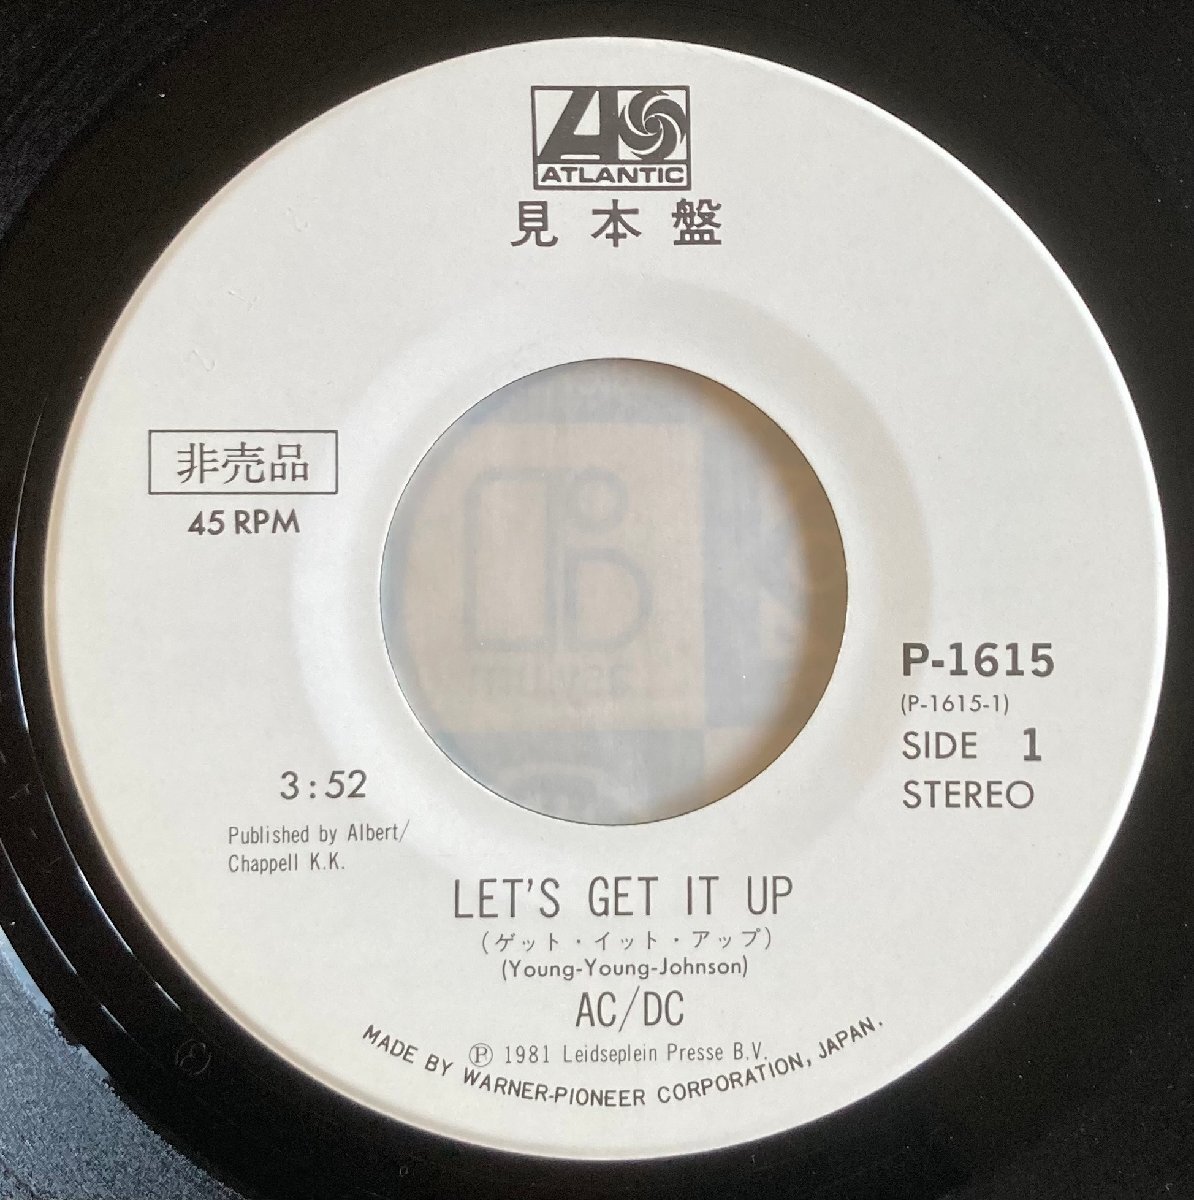 ATLANTIC
見本盤
非売品
45 RPM
P-1615
(P-1615-1)
SIDE 1
STEREO
3:52
Published by Albert/
Chappell K.K.
LET'S GET IT UP
(ゲット・イット・アップ)
(Young-Young-Johnson)
AC/DC
Ⓟ 1981 Leidseplein Presse B.V.
MADE BY WARNER-PIONEER CORPORATION, JAPAN.